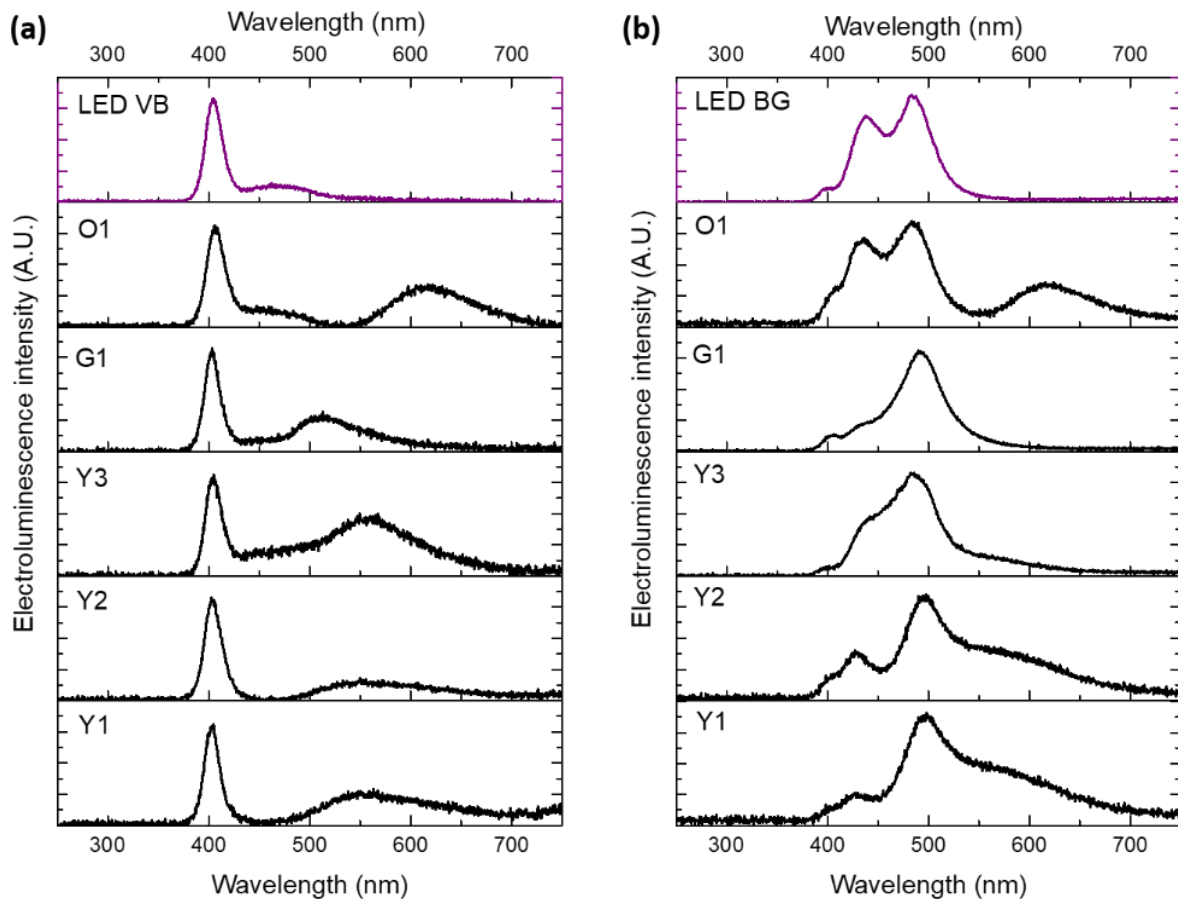 (a)
Wavelength (nm)
300 400 500 600 700
LED VB
O1
G1
Y3
Y2
Y1
Electroluminescence intensity (A.U.)
300 400 500 600 700
Wavelength (nm)
(b)
Wavelength (nm)
300 400 500 600 700
LED BG
O1
G1
Y3
Y2
Y1
Electroluminescence intensity (A.U.)
300 400 500 600 700
Wavelength (nm)